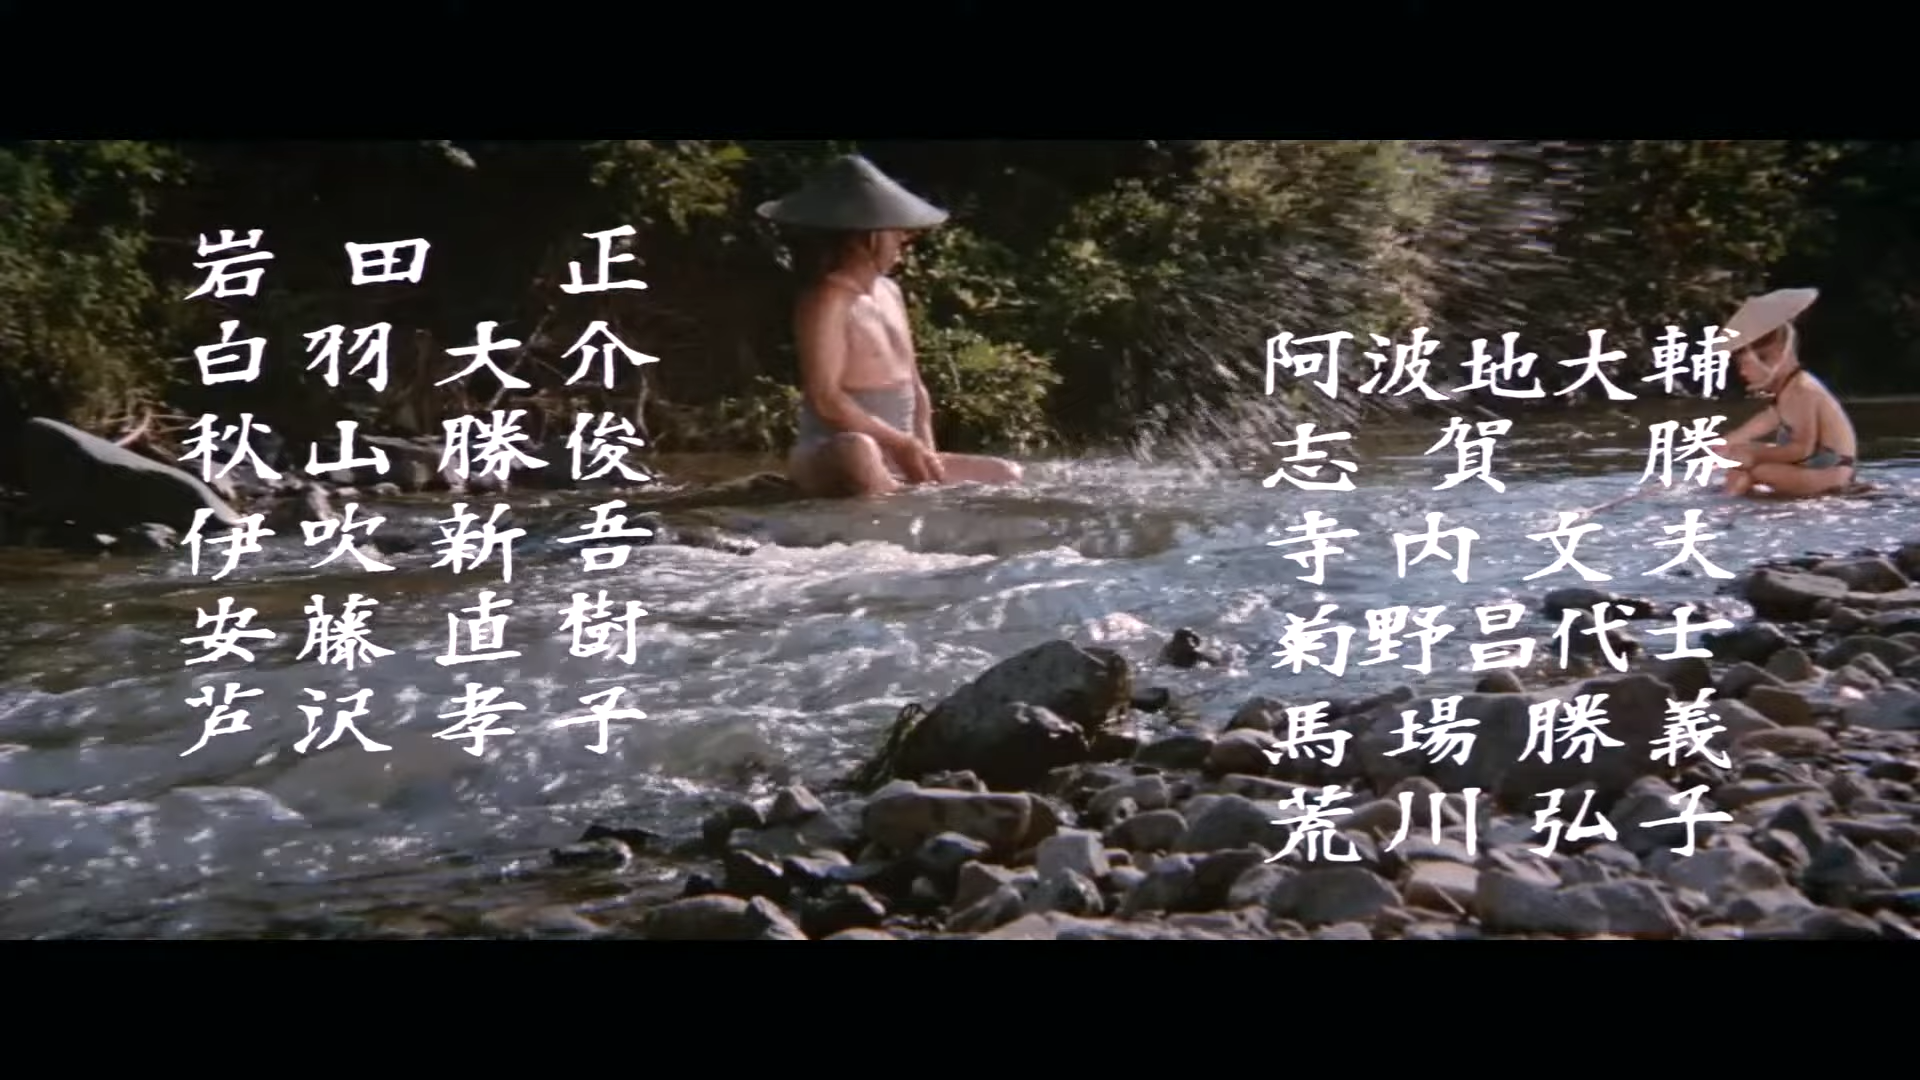 岩田 正
白羽大介
秋山勝俊
伊吹新吾
安藤直樹
芦沢孝子
阿波地大輔
志賀 勝
寺内文夫
菊野昌代士
馬場勝義
荒川弘子